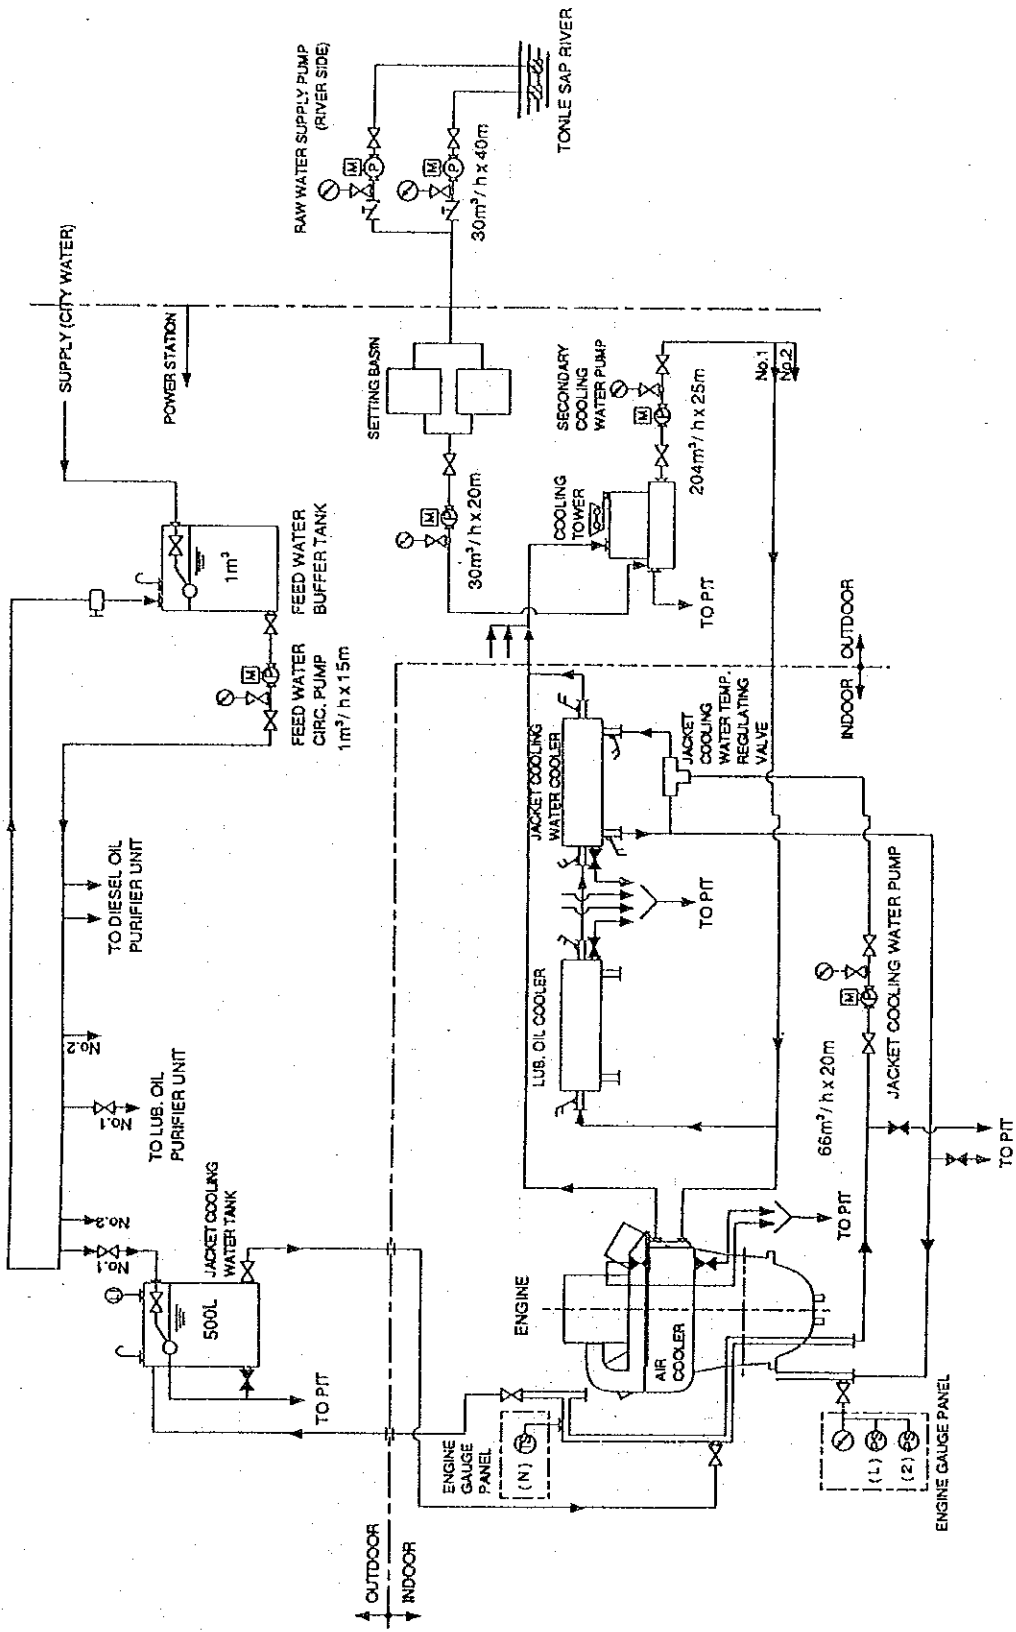 SUPPLY (CITY WATER)
POWER STATION
RAW WATER SUPPLY PUMP
(RIVER SIDE)
M
P
M
P
30m³/ h x 40m
TONLE SAP RIVER
1m³
FEED WATER
BUFFER TANK
M
P
FEED WATER
CIRC. PUMP
1m³/ h x 15m
SETTING BASIN
M
P
30m³/ h x 20m
COOLING
TOWER
TO PIT
SECONDARY
COOLING
WATER PUMP
M
P
204m³/ h x 25m
No.1
No.2
INDOOR
OUTDOOR
TO DIESEL OIL
PURIFIER UNIT
No.2
No.1
TO LUB. OIL
PURIFIER UNIT
No.2
No.1
JACKET COOLING
WATER TANK
L
500L
TO PIT
OUTDOOR
INDOOR
JACKET COOLING
WATER COOLER
JACKET
COOLING
WATER TEMP.
REGULATING
VALVE
TO PIT
LUB. OIL COOLER
M
P
66m³/ h x 20m
JACKET COOLING WATER PUMP
TO PIT
TO PIT
ENGINE
AIR
COOLER
ENGINE
GAUGE
PANEL
(N)
TS
(1)
PS
(2)
PS
ENGINE GAUGE PANEL